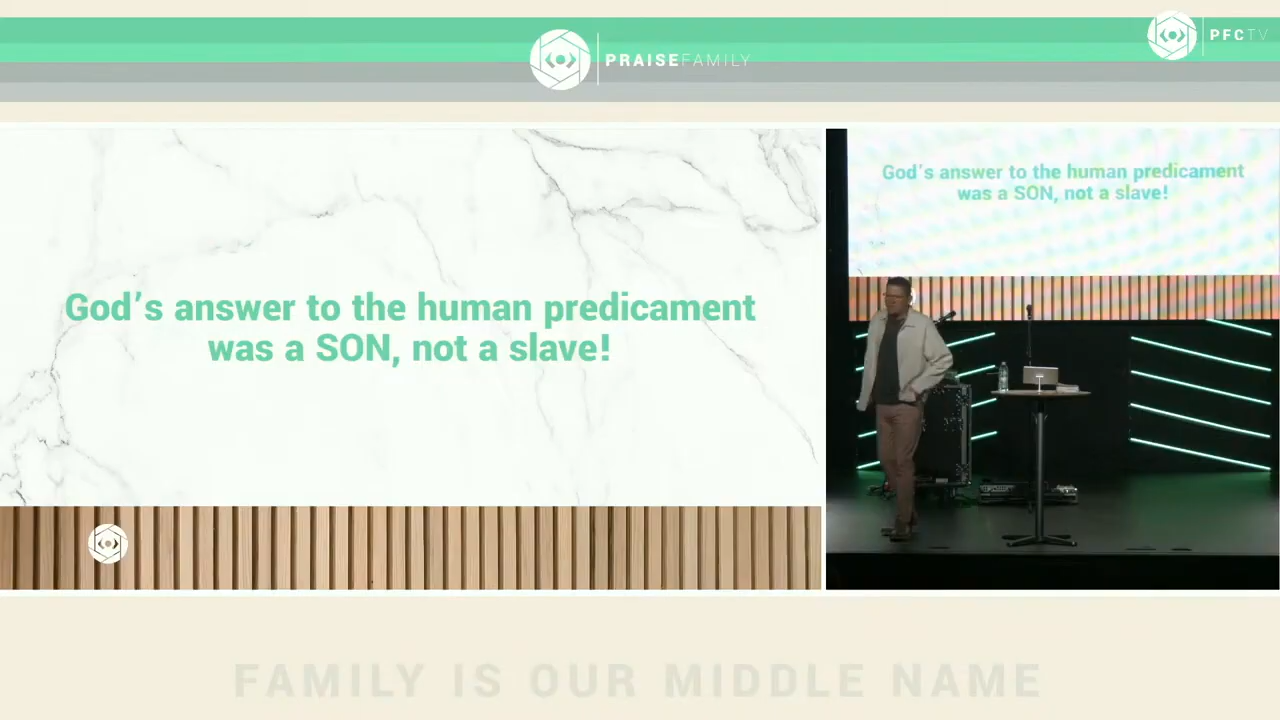 PRAISEFAMILY
PFCTV
God's answer to the human predicament
was a SON, not a slave!
God's answer to the human predicament
was a SON, not a slave!
FAMILY IS OUR MIDDLE NAME